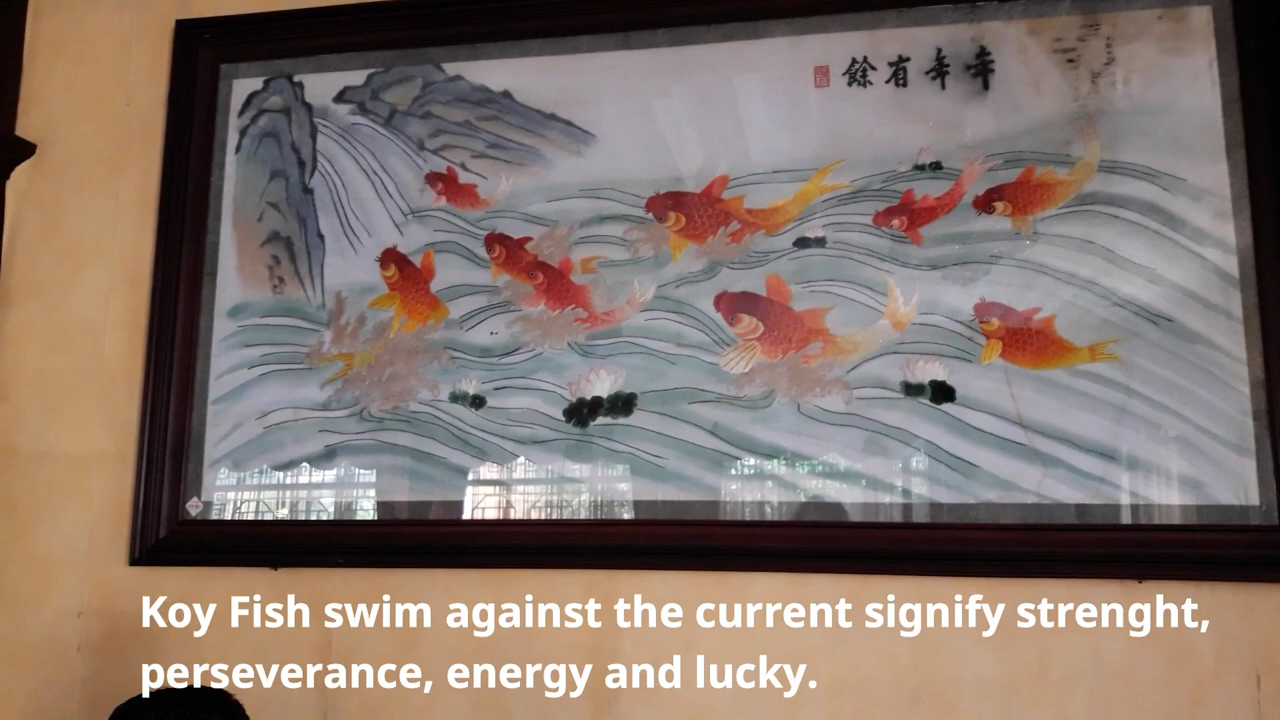 年年有餘
Koy Fish swim against the current signify strenght,
perseverance, energy and lucky.